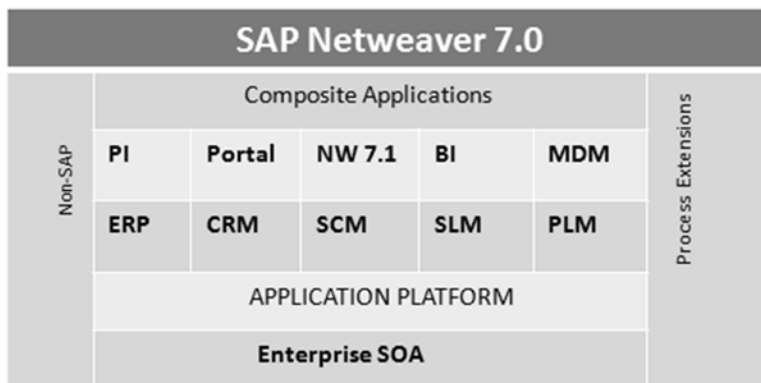 SAP Netweaver 7.0
Composite Applications
Non-SAP
PI Portal NW 7.1 BI MDM
ERP CRM SCM SLM PLM
Process Extensions
APPLICATION PLATFORM
Enterprise SOA